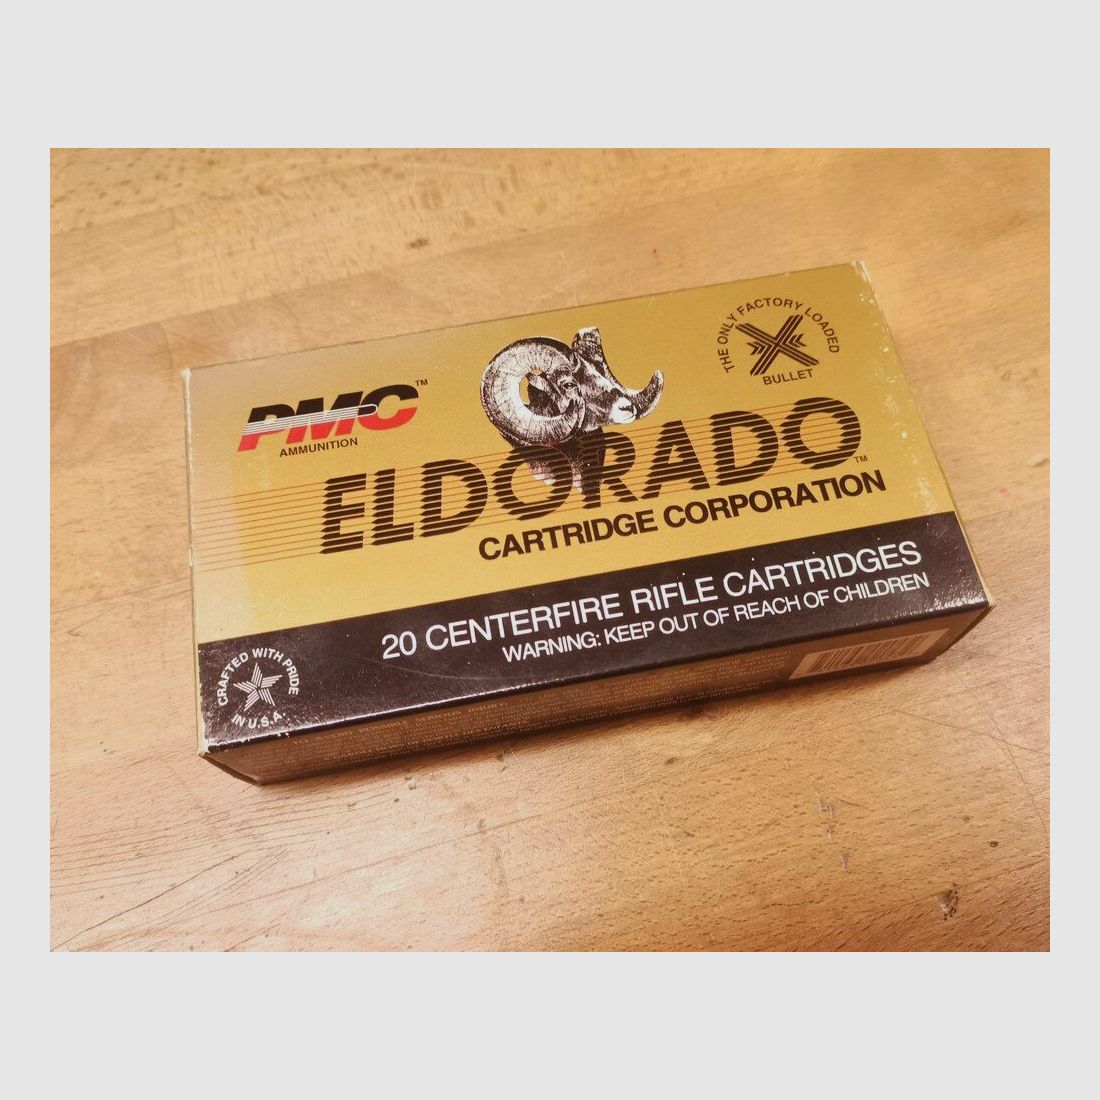 PMC™
AMMUNITION
THE ONLY FACTORY LOADED
X
BULLET
ELDORADO™
CARTRIDGE CORPORATION
20 CENTERFIRE RIFLE CARTRIDGES
WARNING: KEEP OUT OF REACH OF CHILDREN
CRAFTED WITH PRIDE
IN U.S.A.